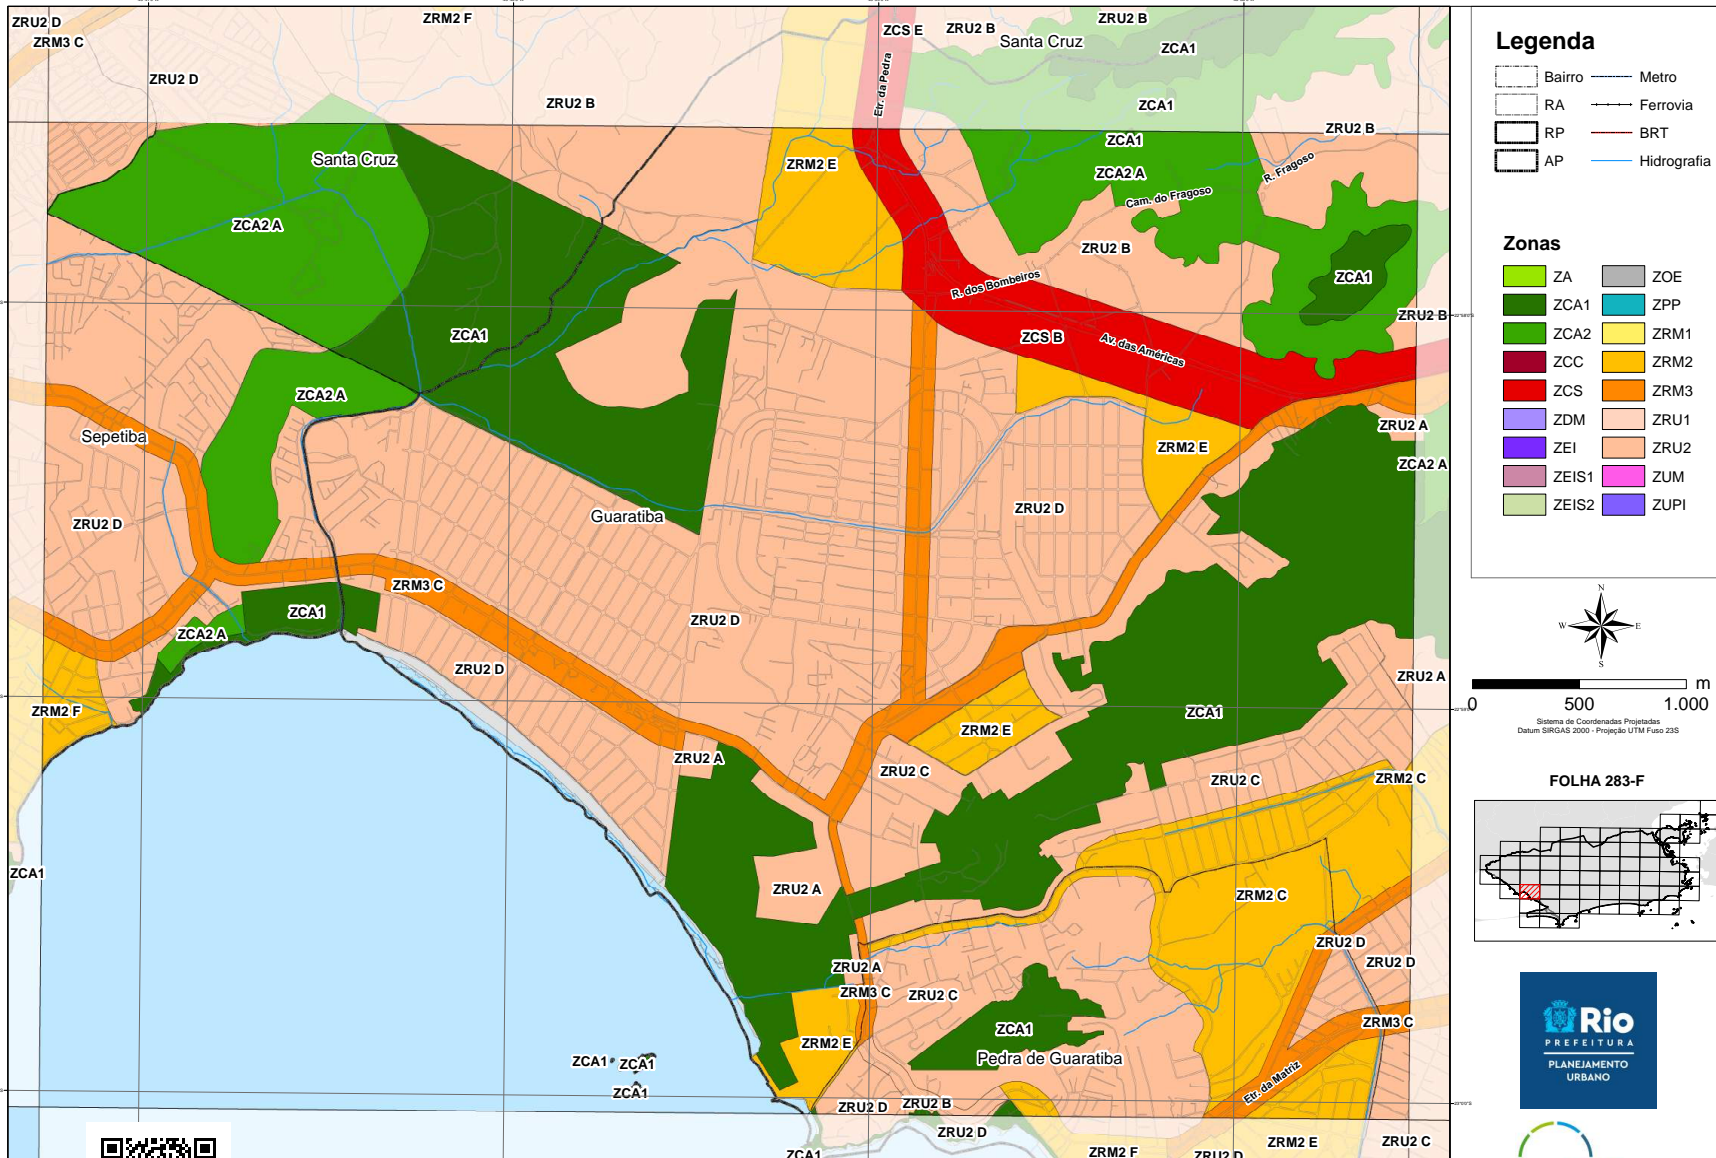 ZRU2 D
ZRM2 F
ZRU2 B
ZCS E
ZRU2 B
Santa Cruz
ZRM3 C
ZCA1
ZRU2 D
Etr. da Pedra
ZRU2 B
ZCA1
ZRU2 B
ZCA1
Santa Cruz
ZRM2 E
ZCA2 A
R. Fragoso
Cam. do Fragoso
ZCA2 A
ZRU2 B
ZCA1
R. dos Bombeiros
ZRU2 B
ZCA1
ZCS B
Av. das Américas
ZCA2 A
Sepetiba
ZRU2 A
ZRM2 E
ZCA2 A
ZRU2 D
Guaratiba
ZRU2 D
ZRM3 C
ZCA1
ZCA2 A
ZRU2 D
ZCA1
ZRU2 D
ZRU2 A
ZRM2 F
ZCA1
ZRM2 E
ZRU2 A
ZRU2 C
ZRU2 C
ZRM2 C
ZCA1
ZRU2 A
ZRM2 C
ZRU2 D
ZRU2 A
ZRU2 D
ZRM3 C
ZRU2 C
ZCA1
ZRM3 C
ZRM2 E
Pedra de Guaratiba
ZCA1
ZCA1
ZCA1
Etr. da Matriz
ZRU2 D
ZRU2 B
ZRU2 D
ZRM2 E
ZRU2 C
ZCA1
ZRM2 F
ZRU2 D
Legenda
Bairro
Metro
RA
Ferrovia
RP
BRT
AP
Hidrografia
Zonas
ZA
ZOE
ZCA1
ZPP
ZCA2
ZRM1
ZCC
ZRM2
ZCS
ZRM3
ZDM
ZRU1
ZEI
ZRU2
ZEIS1
ZUM
ZEIS2
ZUPI
N
W
E
S
m
0
500
1.000
Sistema de Coordenadas Projetadas
Datum SIRGAS 2000 - Projeção UTM Fuso 23S
FOLHA 283-F
Rio
PREFEITURA
PLANEJAMENTO
URBANO